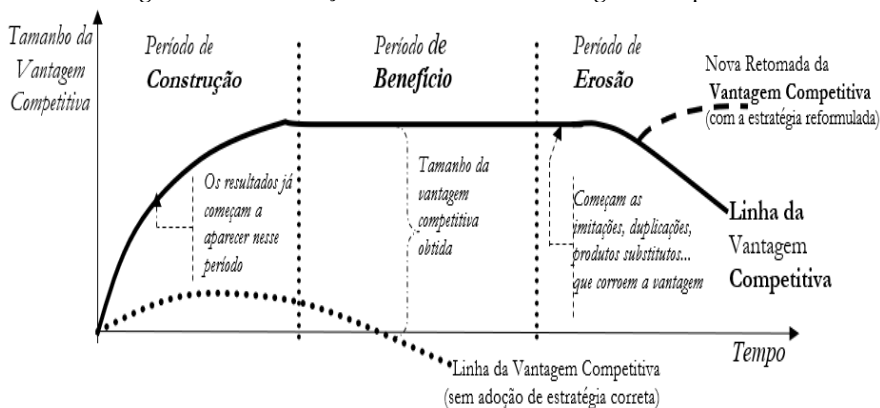 Tamanho da
Vantagem
Competitiva
Período de
Construção
Período de
Benefício
Período de
Erosão
Nova Retomada da
Vantagem Competitiva
(com a estratégia reformulada)
Os resultados já
começam a
aparecer nesse
período
Tamanho da
vantagem
competitiva
obtida
Começam as
imitações, duplicações,
produtos substitutos...
que corroem a vantagem
Linha da
Vantagem
Competitiva
Tempo
Linha da Vantagem Competitiva
(sem adoção de estratégia correta)